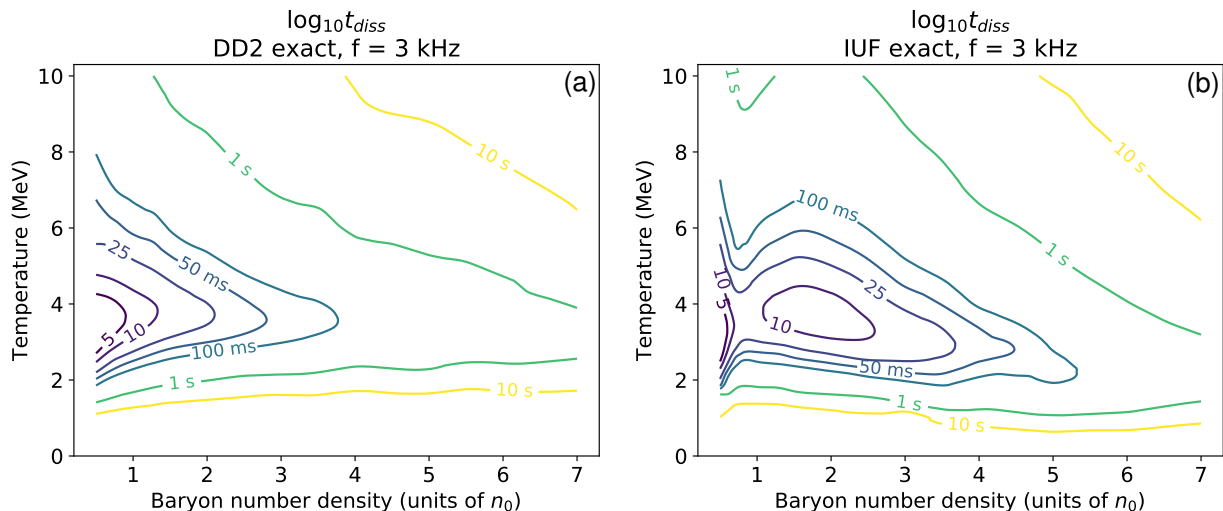 log₁₀t_diss
DD2 exact, f = 3 kHz
(a)
10
8
6
4
2
0
Temperature (MeV)
1 s
10 s
25
50 ms
5
10
100 ms
1 s
10 s
1 2 3 4 5 6 7
Baryon number density (units of n₀)
log₁₀t_diss
IUF exact, f = 3 kHz
(b)
10
8
6
4
2
0
Temperature (MeV)
1 s
10 s
100 ms
1 s
10
5
25
10
50 ms
1 s
10 s
1 2 3 4 5 6 7
Baryon number density (units of n₀)